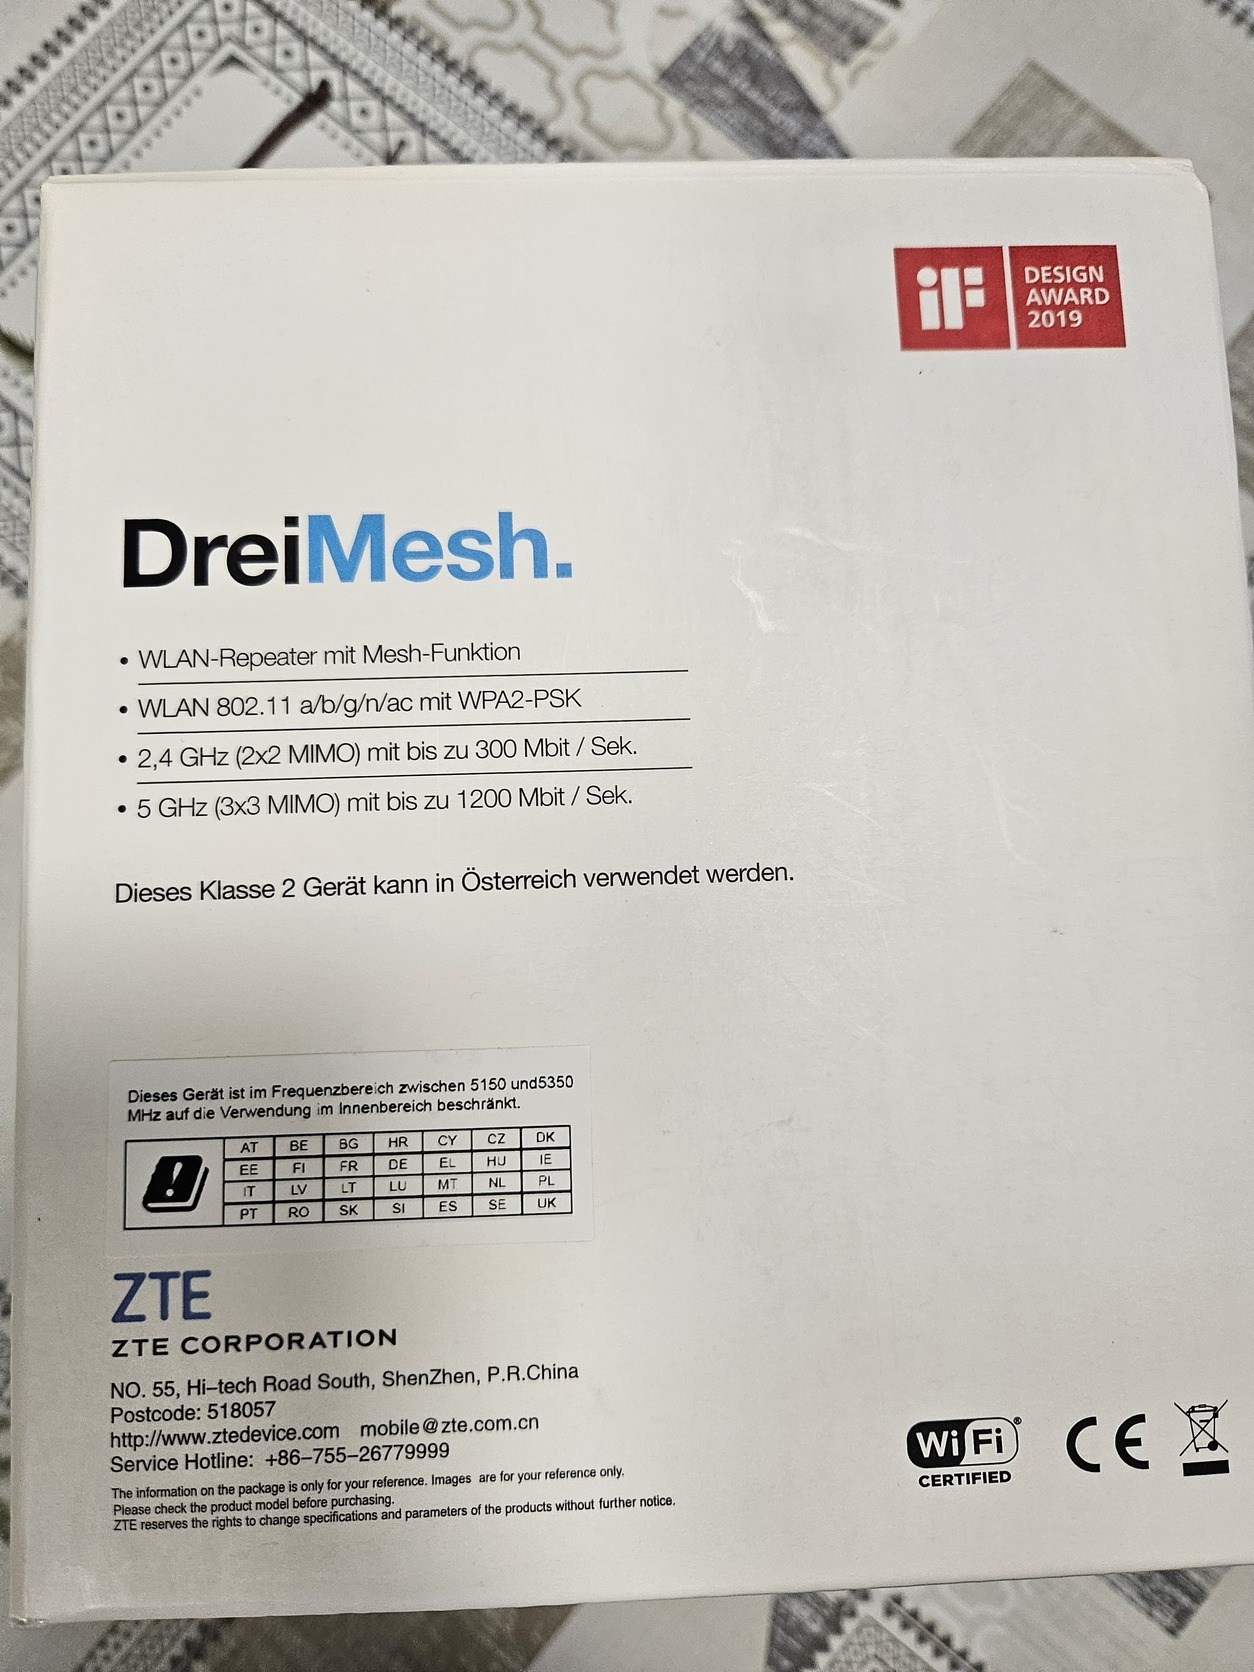 iF DESIGN
AWARD
2019
DreiMesh.
• WLAN-Repeater mit Mesh-Funktion
• WLAN 802.11 a/b/g/n/ac mit WPA2-PSK
• 2,4 GHz (2x2 MIMO) mit bis zu 300 Mbit / Sek.
• 5 GHz (3x3 MIMO) mit bis zu 1200 Mbit / Sek.
Dieses Klasse 2 Gerät kann in Österreich verwendet werden.
Dieses Gerät ist im Frequenzbereich zwischen 5150 und5350
MHz auf die Verwendung im Innenbereich beschränkt.
! AT BE BG HR CY CZ DK
EE FI FR DE EL HU IE
IT LV LT LU MT NL PL
PT RO SK SI ES SE UK
ZTE
ZTE CORPORATION
NO. 55, Hi–tech Road South, ShenZhen, P.R.China
Postcode: 518057
http://www.ztedevice.com mobile@zte.com.cn
Service Hotline: +86–755–26779999
The information on the package is only for your reference. Images are for your reference only.
Please check the product model before purchasing.
ZTE reserves the rights to change specifications and parameters of the products without further notice.
Wi Fi®
CERTIFIED
CE